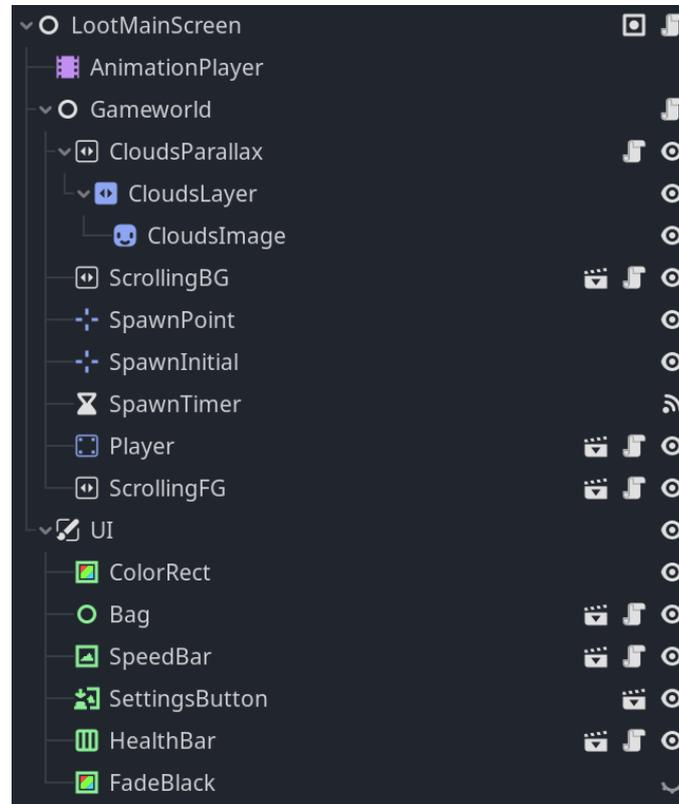 LootMainScreen
AnimationPlayer
Gameworld
CloudsParallax
CloudsLayer
CloudsImage
ScrollingBG
SpawnPoint
SpawnInitial
SpawnTimer
Player
ScrollingFG
UI
ColorRect
Bag
SpeedBar
SettingsButton
HealthBar
FadeBlack